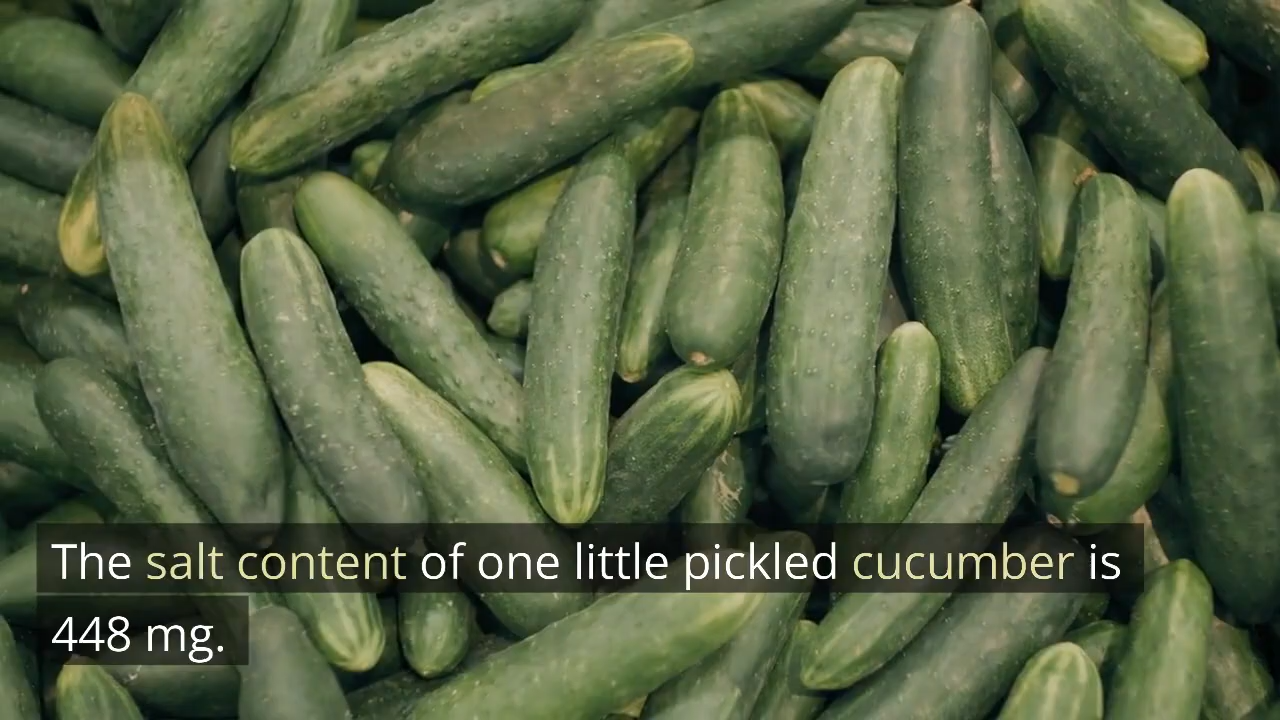 The salt content of one little pickled cucumber is
448 mg.